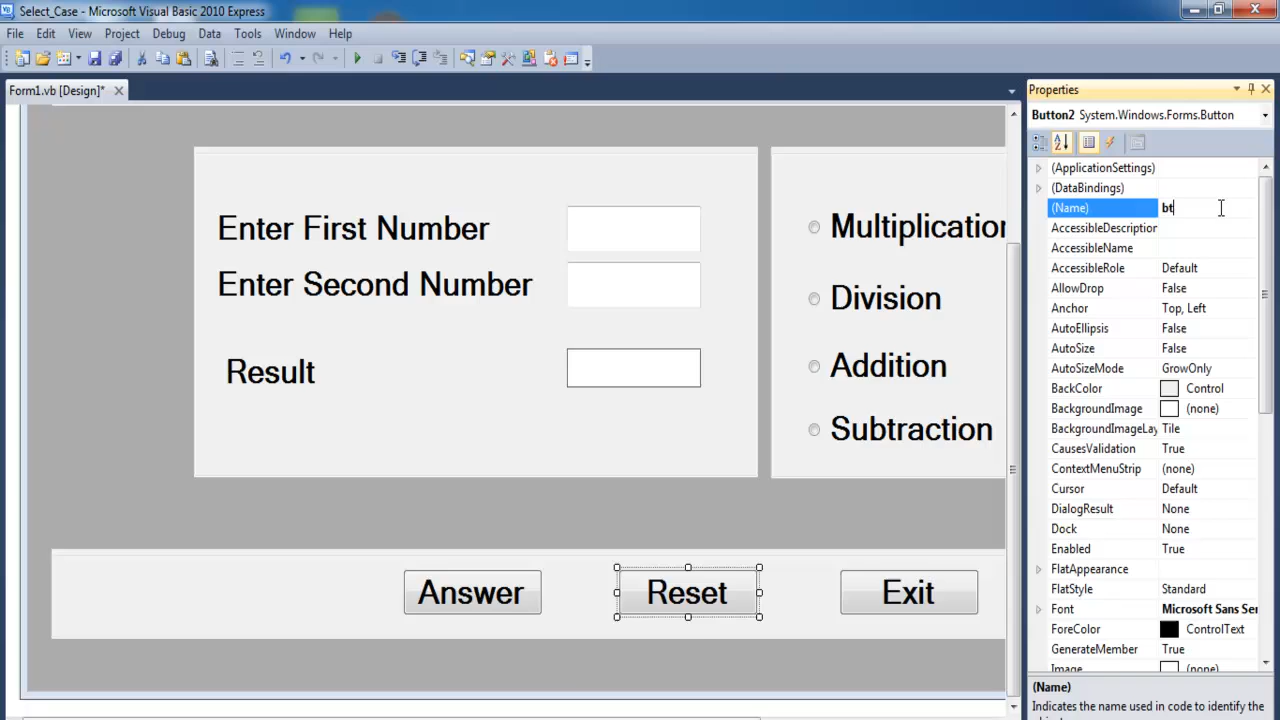 Select_Case - Microsoft Visual Basic 2010 Express
File Edit View Project Debug Data Tools Window Help
Form1.vb [Design]*
Enter First Number
Enter Second Number
Result
Multiplication
Division
Addition
Subtraction
Answer Reset Exit
Properties
Button2 System.Windows.Forms.Button
(ApplicationSettings)
(DataBindings)
(Name) bt
AccessibleDescription
AccessibleName
AccessibleRole Default
AllowDrop False
Anchor Top, Left
AutoEllipsis False
AutoSize False
AutoSizeMode GrowOnly
BackColor Control
BackgroundImage (none)
BackgroundImageLay Tile
CausesValidation True
ContextMenuStrip (none)
Cursor Default
DialogResult None
Dock None
Enabled True
FlatAppearance
FlatStyle Standard
Font Microsoft Sans Ser
ForeColor ControlText
GenerateMember True
Image (none)
(Name)
Indicates the name used in code to identify the